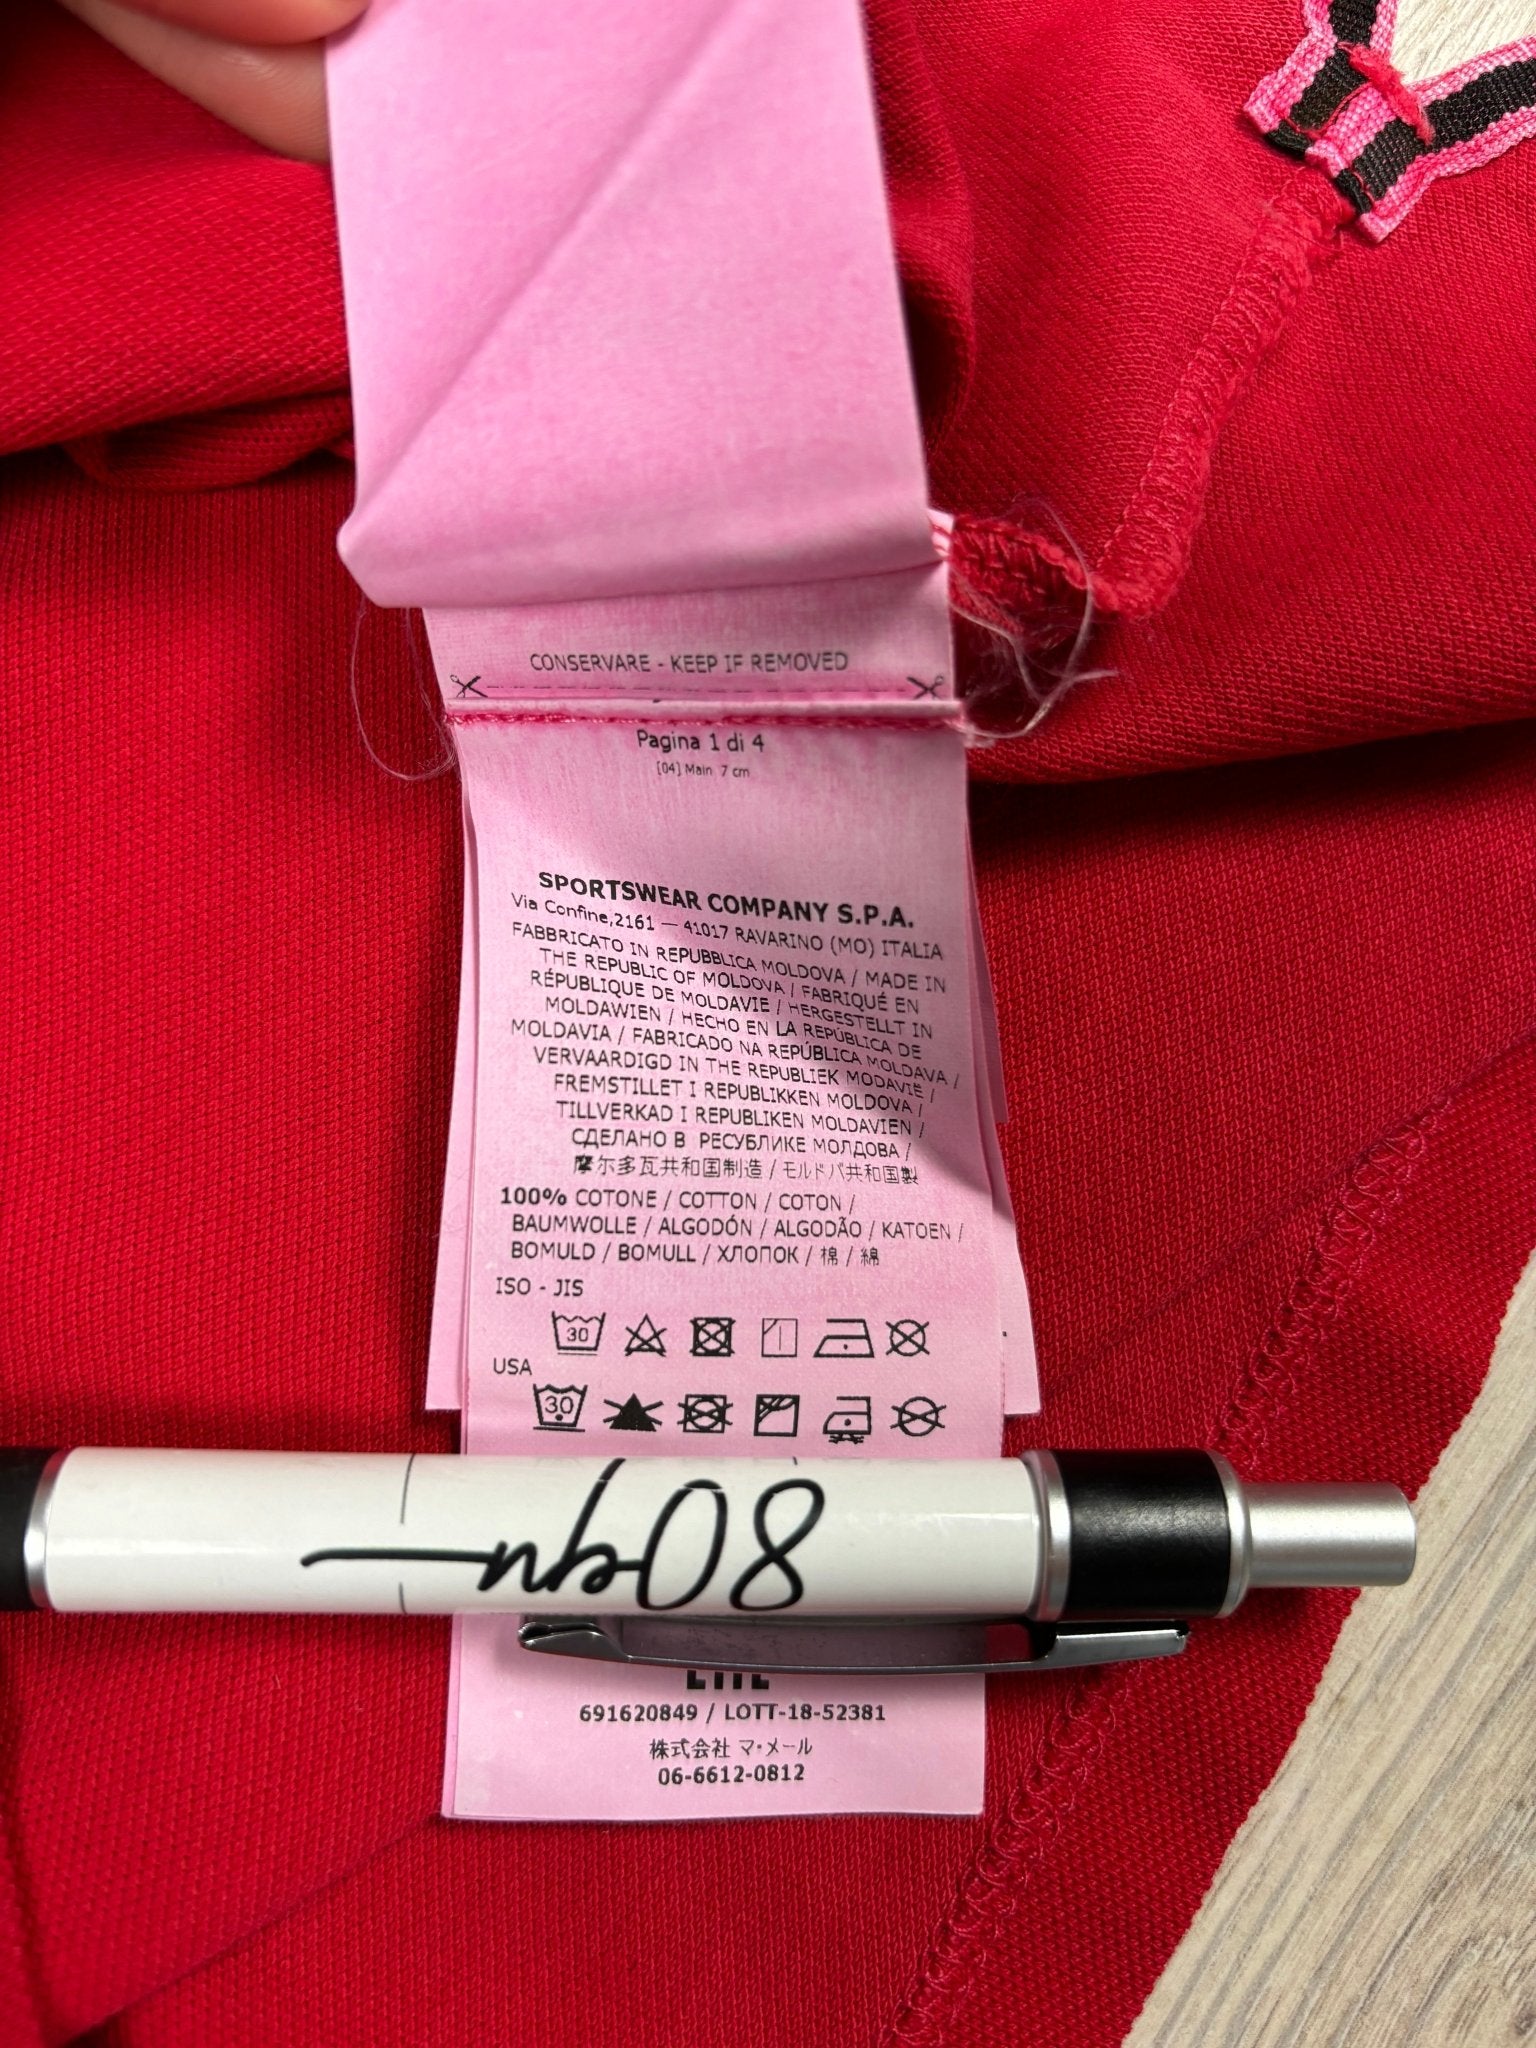 CONSERVARE - KEEP IF REMOVED
Pagina 1 di 4
[04] Main 7 cm
SPORTSWEAR COMPANY S.P.A.
Via Confine,2161 — 41017 RAVARINO (MO) ITALIA
FABBRICATO IN REPUBBLICA MOLDOVA / MADE IN
THE REPUBLIC OF MOLDOVA / FABRIQUÉ EN
RÉPUBLIQUE DE MOLDAVIE / HERGESTELLT IN
MOLDAWIEN / HECHO EN LA REPÚBLICA DE
MOLDAVIA / FABRICADO NA REPÚBLICA MOLDAVA /
VERVAARDIGD IN THE REPUBLIEK MODAVIË /
FREMSTILLET I REPUBLIKKEN MOLDOVA /
TILLVERKAD I REPUBLIKEN MOLDAVIEN /
СДЕЛАНО В РЕСУБЛИКЕ МОЛДОВА /
摩尔多瓦共和国制造 / モルドバ共和国製
100% COTONE / COTTON / COTON /
BAUMWOLLE / ALGODÓN / ALGODÃO / KATOEN /
BOMULD / BOMULL / ХЛОПОК / 棉 / 綿
ISO - JIS
30
USA
30
691620849 / LOTT-18-52381
株式会社 マ・メール
06-6612-0812